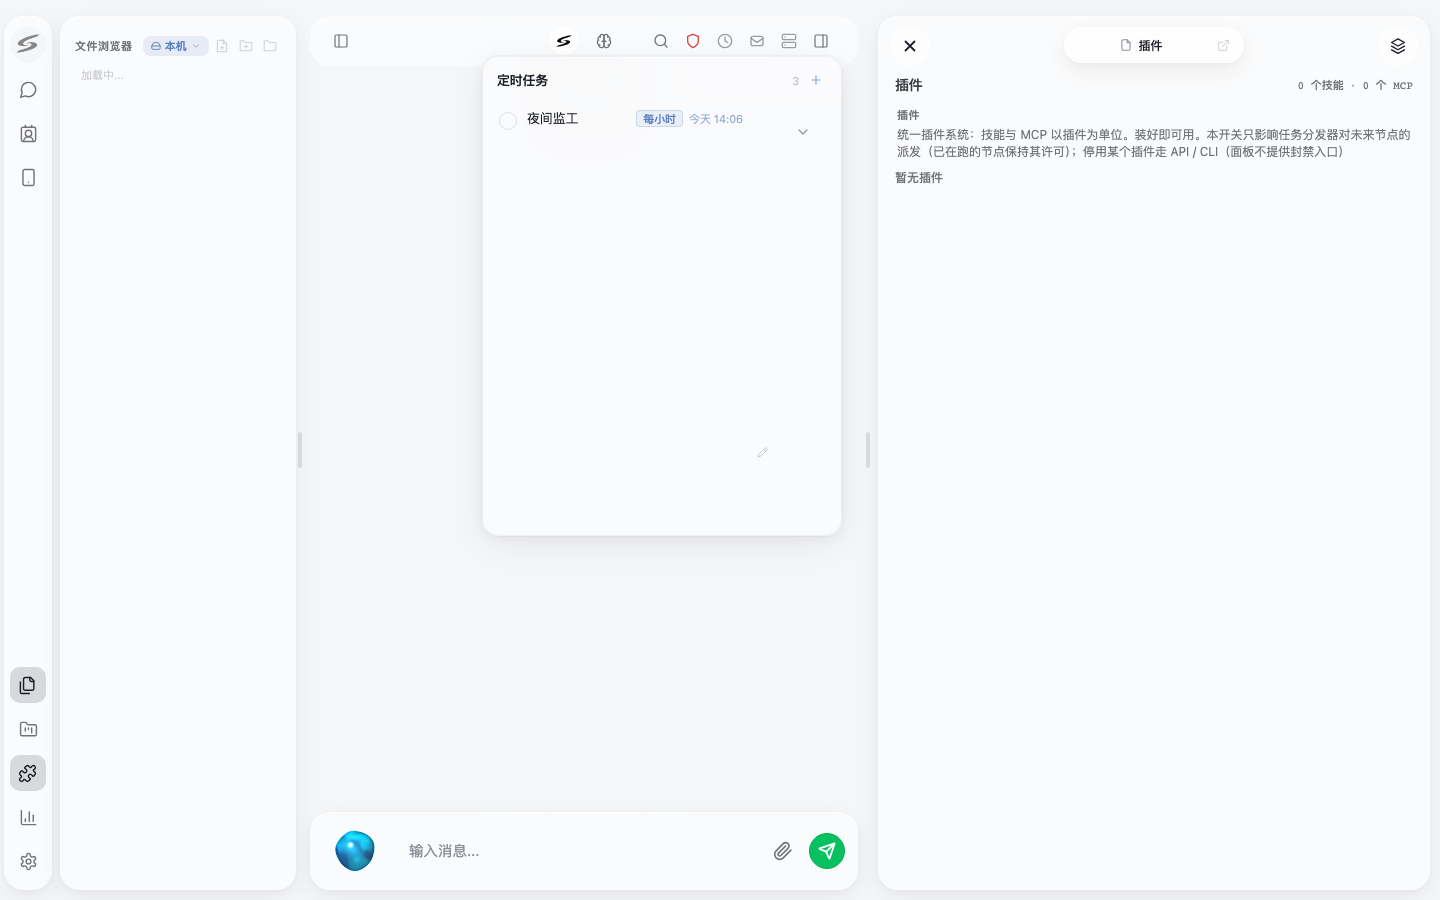 文件浏览器
本机
加载中...
定时任务
3
夜间监工
每小时
今天 14:06
输入消息...
插件
插件
0 个技能 · 0 个 MCP
插件
统一插件系统：技能与 MCP 以插件为单位。装好即可用。本开关只影响任务分发器对未来节点的
派发（已在跑的节点保持其许可）；停用某个插件走 API / CLI（面板不提供封禁入口）
暂无插件